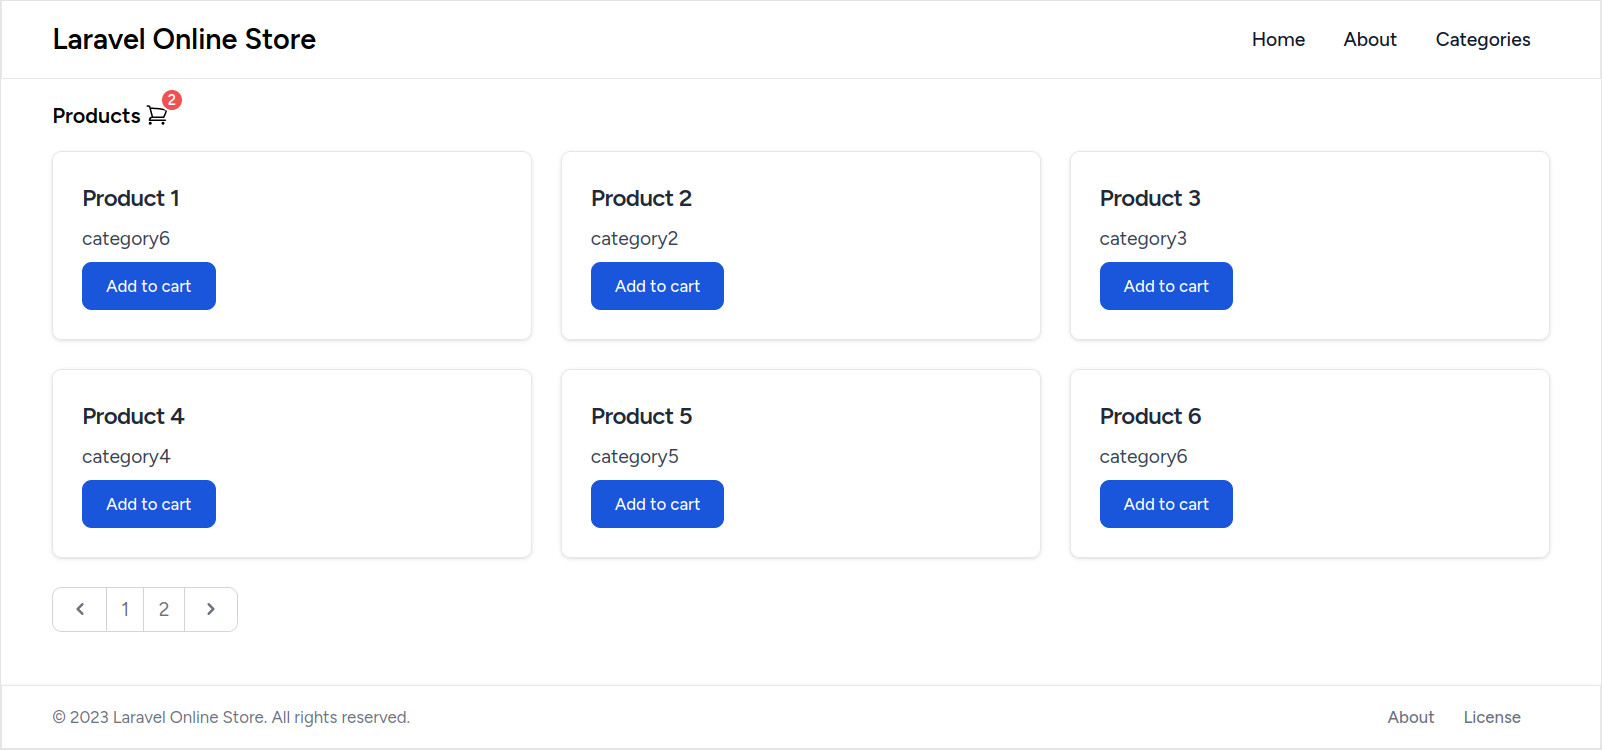 Laravel Online Store Home About Categories
Products 2
Product 1 Product 2 Product 3
category6 category2 category3
Add to cart Add to cart Add to cart
Product 4 Product 5 Product 6
category4 category5 category6
Add to cart Add to cart Add to cart
1 2
© 2023 Laravel Online Store. All rights reserved. About License